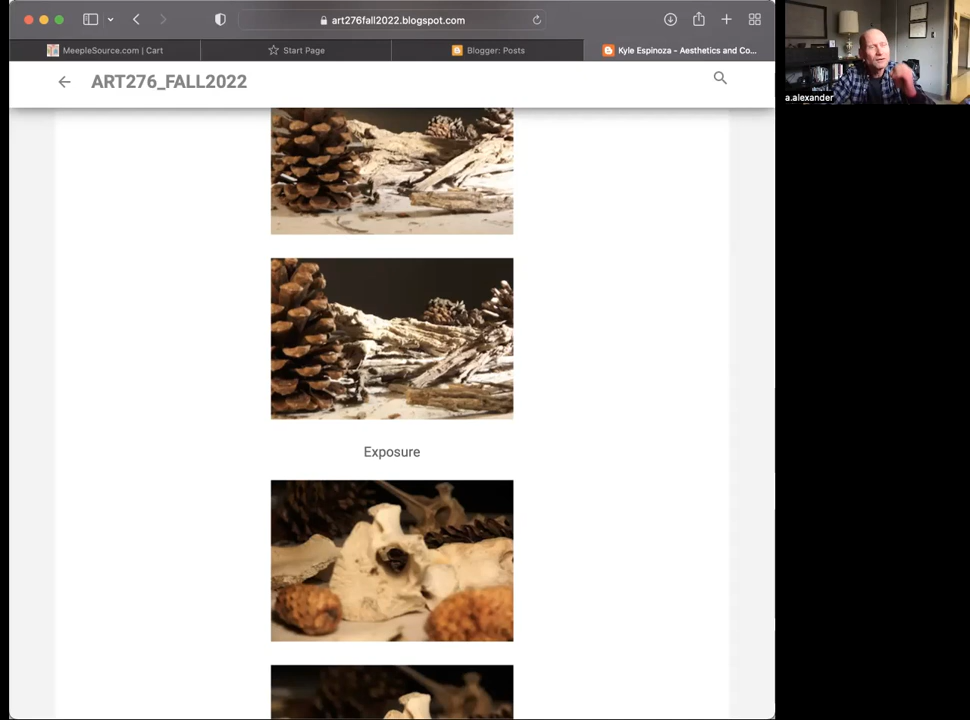 art276fall2022.blogspot.com
MeepleSource.com | Cart
Start Page
Blogger: Posts
Kyle Espinoza - Aesthetics and Co...
ART276_FALL2022
Exposure
a.alexander